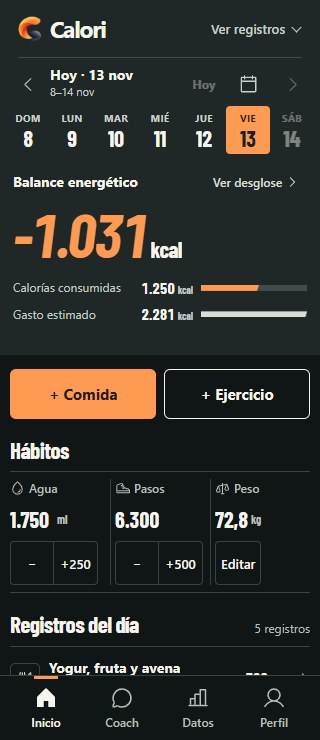 Calori
Ver registros
Hoy · 13 nov
8–14 nov
Hoy
DOM LUN MAR MIÉ JUE VIE SÁB
8 9 10 11 12 13 14
Balance energético
Ver desglose
-1.031 kcal
Calorías consumidas 1.250 kcal
Gasto estimado 2.281 kcal
+ Comida
+ Ejercicio
Hábitos
Agua Pasos Peso
1.750 ml 6.300 72,8 kg
− +250 − +500 Editar
Registros del día
5 registros
Yogur, fruta y avena
Inicio Coach Datos Perfil